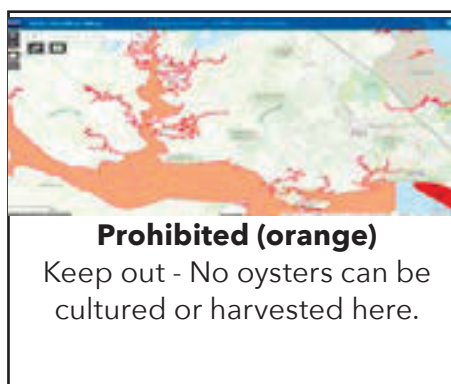 Prohibited (orange)
Keep out - No oysters can be
cultured or harvested here.